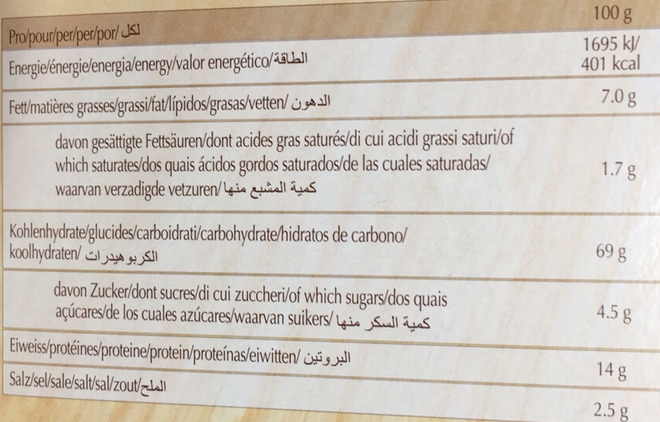 Pro/pour/per/per/por/ لكل 100 g
Energie/énergie/energia/energy/valor energético/الطاقة 1695 kJ/
401 kcal
Fett/matières grasses/grassi/fat/lípidos/grasas/vetten/ الدهون 7.0 g
davon gesättigte Fettsäuren/dont acides gras saturés/di cui acidi grassi saturi/of
which saturates/dos quais ácidos gordos saturados/de las cuales saturadas/ 1.7 g
waarvan verzadigde vetzuren/ كمية المشبع منها
Kohlenhydrate/glucides/carboidrati/carbohydrate/hidratos de carbono/
koolhydraten/ الكربوهيدرات 69 g
davon Zucker/dont sucres/di cui zuccheri/of which sugars/dos quais
açúcares/de los cuales azúcares/waarvan suikers/ كمية السكر منها 4.5 g
Eiweiss/protéines/proteine/protein/proteínas/eiwitten/ البروتين 14 g
Salz/sel/sale/salt/sal/zout/الملح 2.5 g